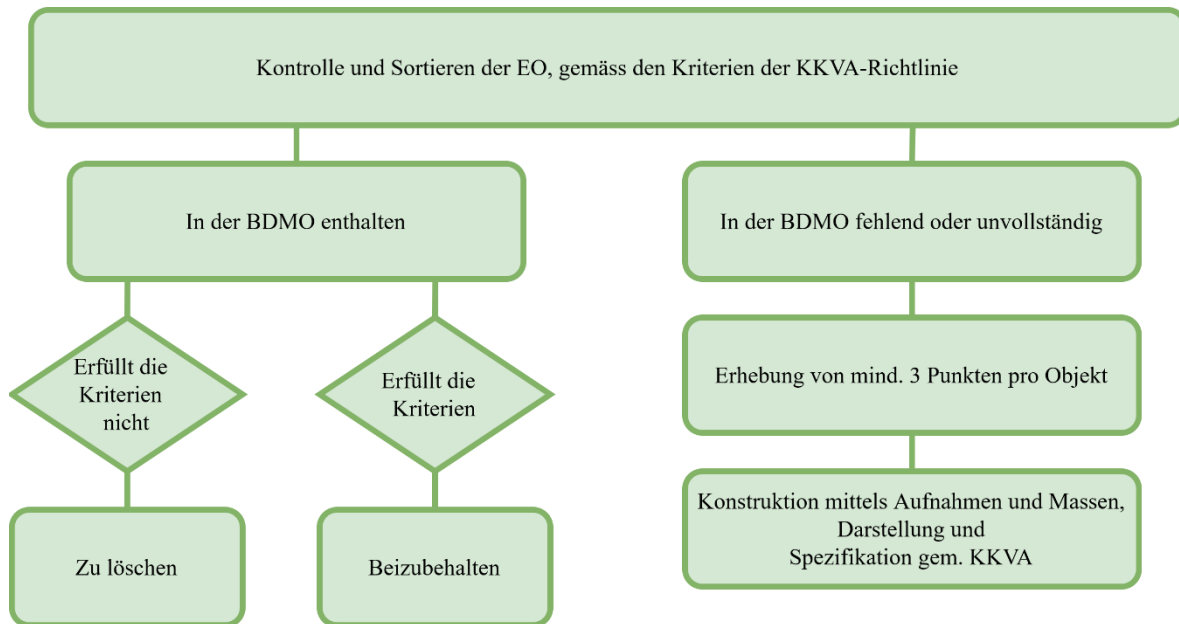 Kontrolle und Sortieren der EO, gemäss den Kriterien der KKVA-Richtlinie
In der BDMO enthalten
In der BDMO fehlend oder unvollständig
Erfüllt die
Kriterien
nicht
Erfüllt die
Kriterien
Erhebung von mind. 3 Punkten pro Objekt
Zu löschen
Beizubehalten
Konstruktion mittels Aufnahmen und Massen,
Darstellung und
Spezifikation gem. KKVA